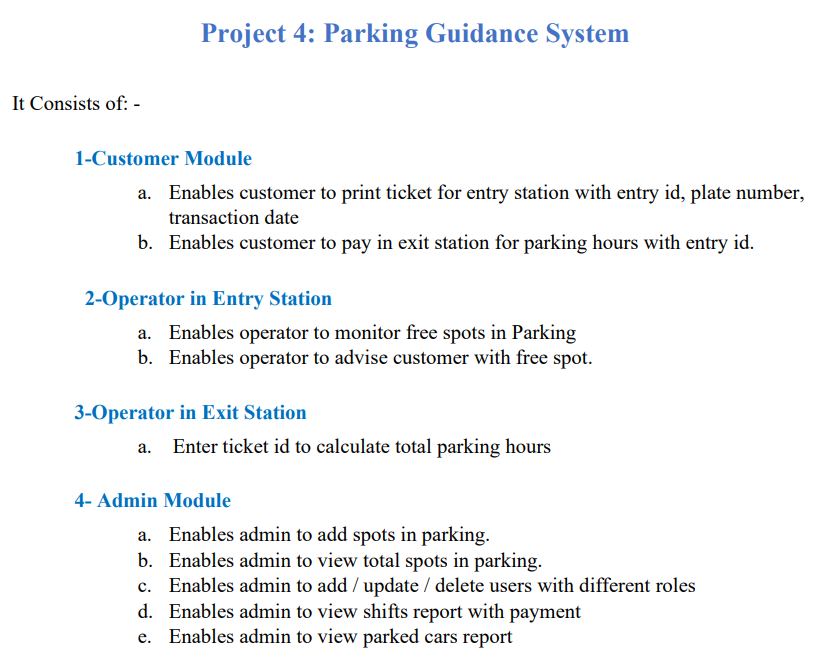 Project 4: Parking Guidance System
It Consists of: -
1-Customer Module
a. Enables customer to print ticket for entry station with entry id, plate number,
transaction date
b. Enables customer to pay in exit station for parking hours with entry id.
2-Operator in Entry Station
a. Enables operator to monitor free spots in Parking
b. Enables operator to advise customer with free spot.
3-Operator in Exit Station
a. Enter ticket id to calculate total parking hours
4- Admin Module
a. Enables admin to add spots in parking.
b. Enables admin to view total spots in parking.
c. Enables admin to add / update / delete users with different roles
d. Enables admin to view shifts report with payment
e. Enables admin to view parked cars report